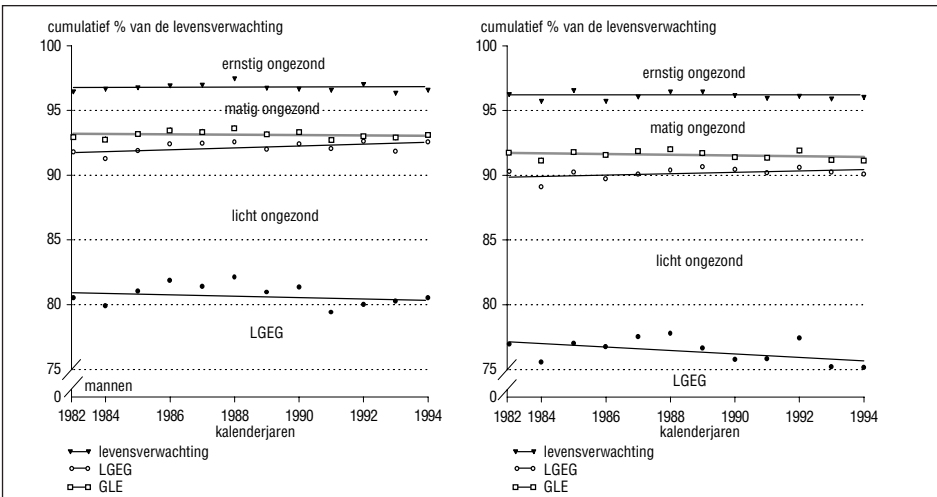 cumulatief % van de levensverwachting
100
ernstig ongezond
95
matig ongezond
90
licht ongezond
85
80
LGEG
75
mannen
0
1982 1984 1986 1988 1990 1992 1994
kalenderjaren
levensverwachting
LGEG
GLE
cumulatief % van de levensverwachting
100
ernstig ongezond
95
matig ongezond
90
85
licht ongezond
80
75
LGEG
0
1982 1984 1986 1988 1990 1992 1994
kalenderjaren
levensverwachting
LGEG
GLE